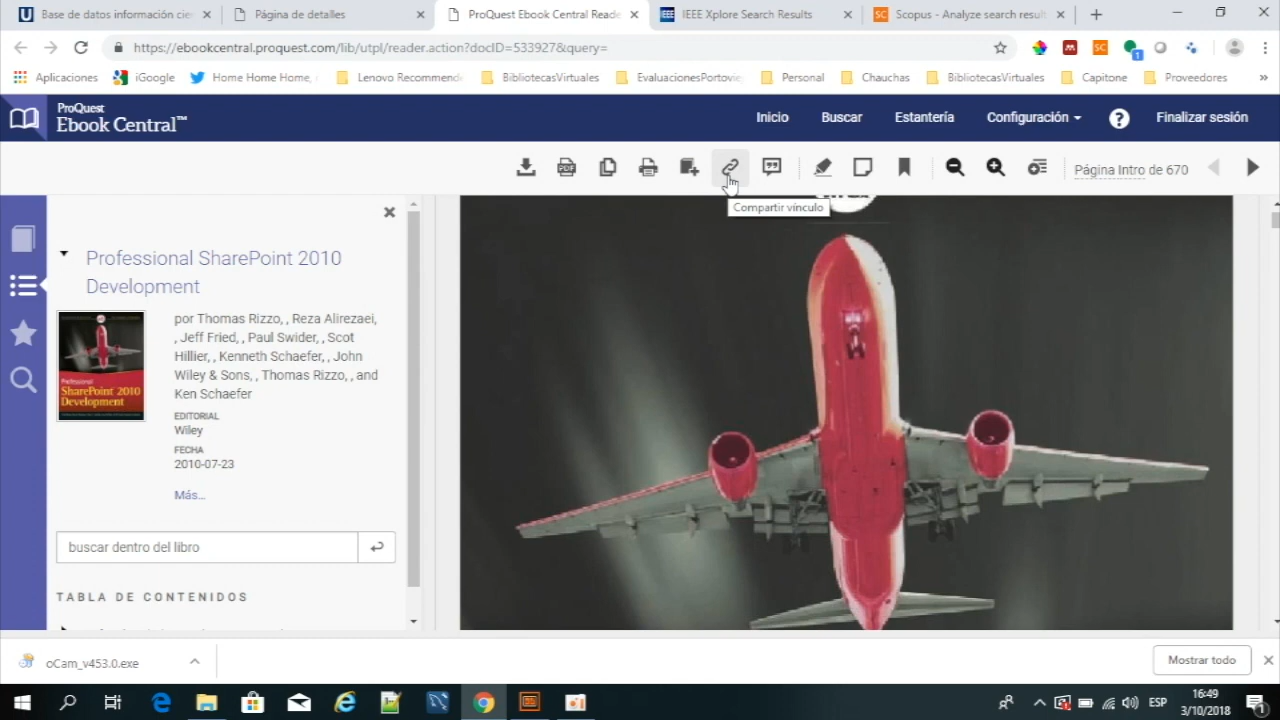 Base de datos información cien
Página de detalles
ProQuest Ebook Central Reade
IEEE Xplore Search Results
Scopus - Analyze search result
https://ebookcentral.proquest.com/lib/utpl/reader.action?docID=533927&query=
Aplicaciones
iGoogle
Home Home Home,
Lenovo Recommend
BibliotecasVirtuales
EvaluacionesPortovie
Personal
Chauchas
BibliotecasVirtuales
Capitone
Proveedores
ProQuest
Ebook Central™
Inicio
Buscar
Estantería
Configuración
Finalizar sesión
PDF
Página Intro de 670
Compartir vínculo
Professional SharePoint 2010
Development
por Thomas Rizzo, , Reza Alirezaei,
, Jeff Fried, , Paul Swider, , Scot
Hillier, , Kenneth Schaefer, , John
Wiley & Sons, , Thomas Rizzo, , and
Ken Schaefer
EDITORIAL
Wiley
FECHA
2010-07-23
Más...
Professional
SharePoint 2010
Development
buscar dentro del libro
TABLA DE CONTENIDOS
oCam_v453.0.exe
Mostrar todo
ESP
16:49
3/10/2018